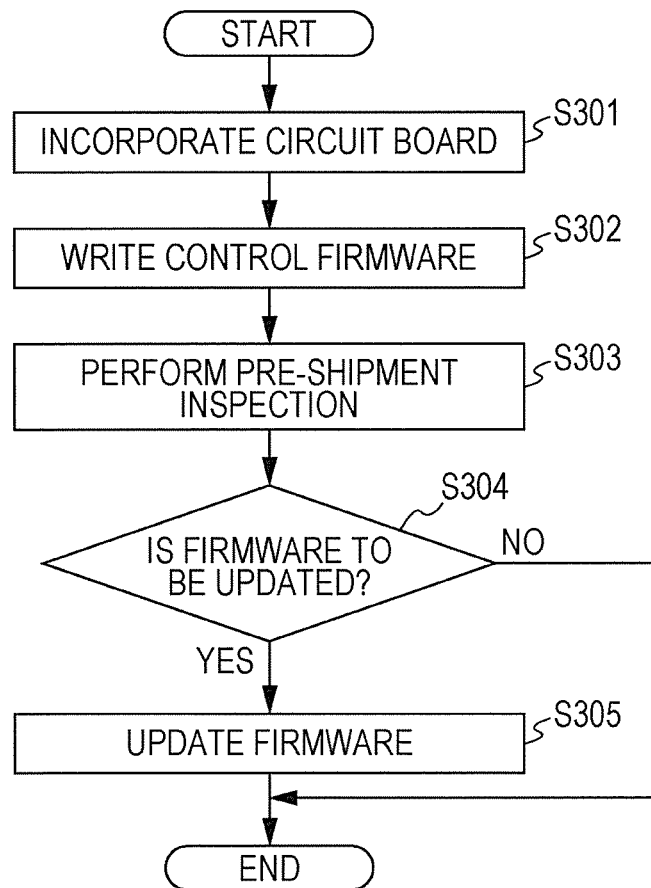 START
INCORPORATE CIRCUIT BOARD
S301
WRITE CONTROL FIRMWARE
S302
PERFORM PRE-SHIPMENT
INSPECTION
S303
S304
IS FIRMWARE TO
BE UPDATED?
NO
YES
UPDATE FIRMWARE
S305
END